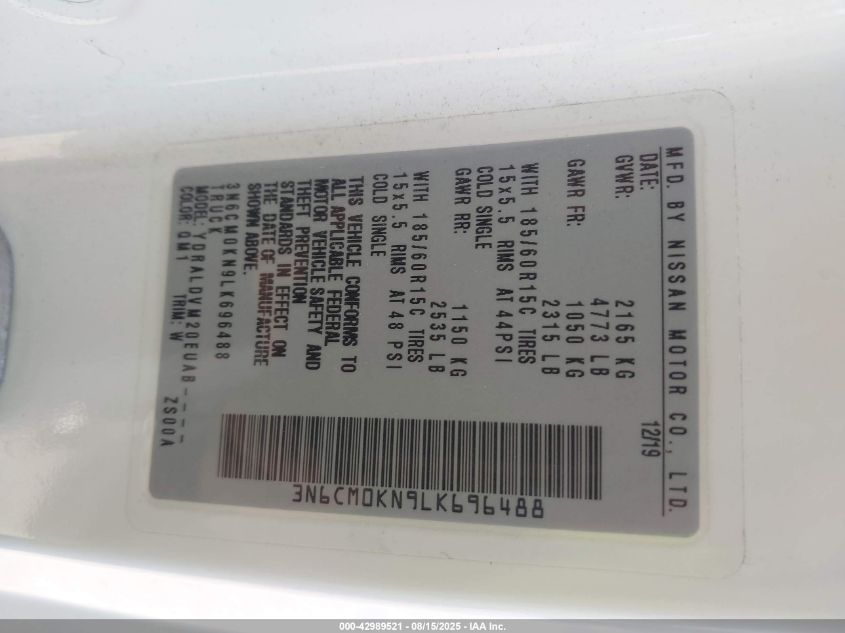 MFD. BY NISSAN MOTOR CO., LTD.
DATE: 12/19
GVWR: 2165 KG
4773 LB
GAWR FR: 1050 KG
2315 LB
WITH 185/60R15C TIRES
15x5.5 RIMS AT 44PSI
COLD SINGLE
GAWR RR: 1150 KG
2535 LB
WITH 185/60R15C TIRES
15x5.5 RIMS AT 48 PSI
COLD SINGLE
THIS VEHICLE CONFORMS TO
ALL APPLICABLE FEDERAL
MOTOR VEHICLE SAFETY AND
THEFT PREVENTION
STANDARDS IN EFFECT ON
THE DATE OF MANUFACTURE
SHOWN ABOVE.
3N6CM0KN9LK696488
TRUCK
MODEL: YDRALDVM20EUAB-----
COLOR: QM1 TRIM: W ZS00A
3N6CM0KN9LK696488
000-42989521 - 08/15/2025 - IAA Inc.